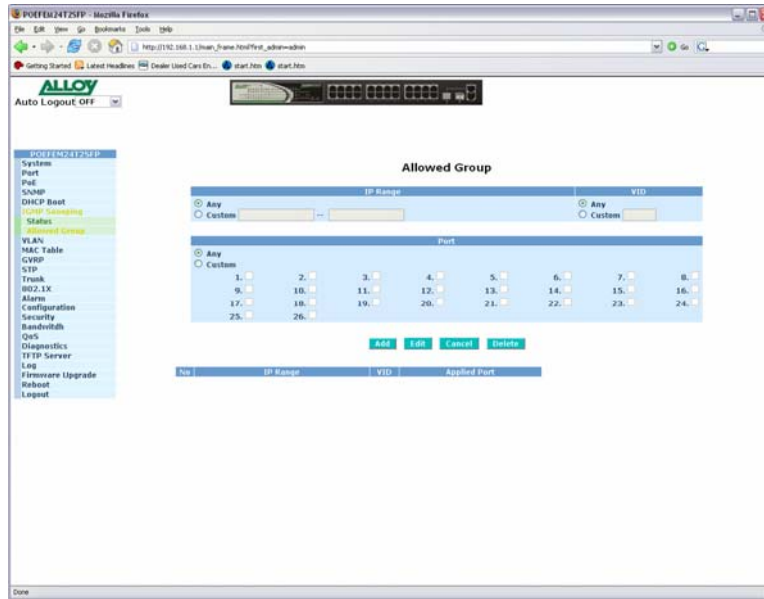 POEFEM24T2SFP - Mozilla Firefox
File Edit View Go Bookmarks Tools Help
http://192.168.1.1/main_frame.html?first_admin=admin
Getting Started Latest Headlines Dealer Used Cars En... start.htm start.htm
ALLOY
Auto Logout OFF
POEFEM24T2SFP
System
Port
PoE
SNMP
DHCP Boot
IGMP Snooping
Status
Allowed Group
VLAN
MAC Table
GVRP
STP
Trunk
802.1X
Alarm
Configuration
Security
Bandwitdh
QoS
Diagnostics
TFTP Server
Log
Firmware Upgrade
Reboot
Logout
Allowed Group
IP Range VID
Any Any
Custom -- Custom
Port
Any
Custom
1. 2. 3. 4. 5. 6. 7. 8.
9. 10. 11. 12. 13. 14. 15. 16.
17. 18. 19. 20. 21. 22. 23. 24.
25. 26.
Add Edit Cancel Delete
No IP Range VID Applied Port
Done